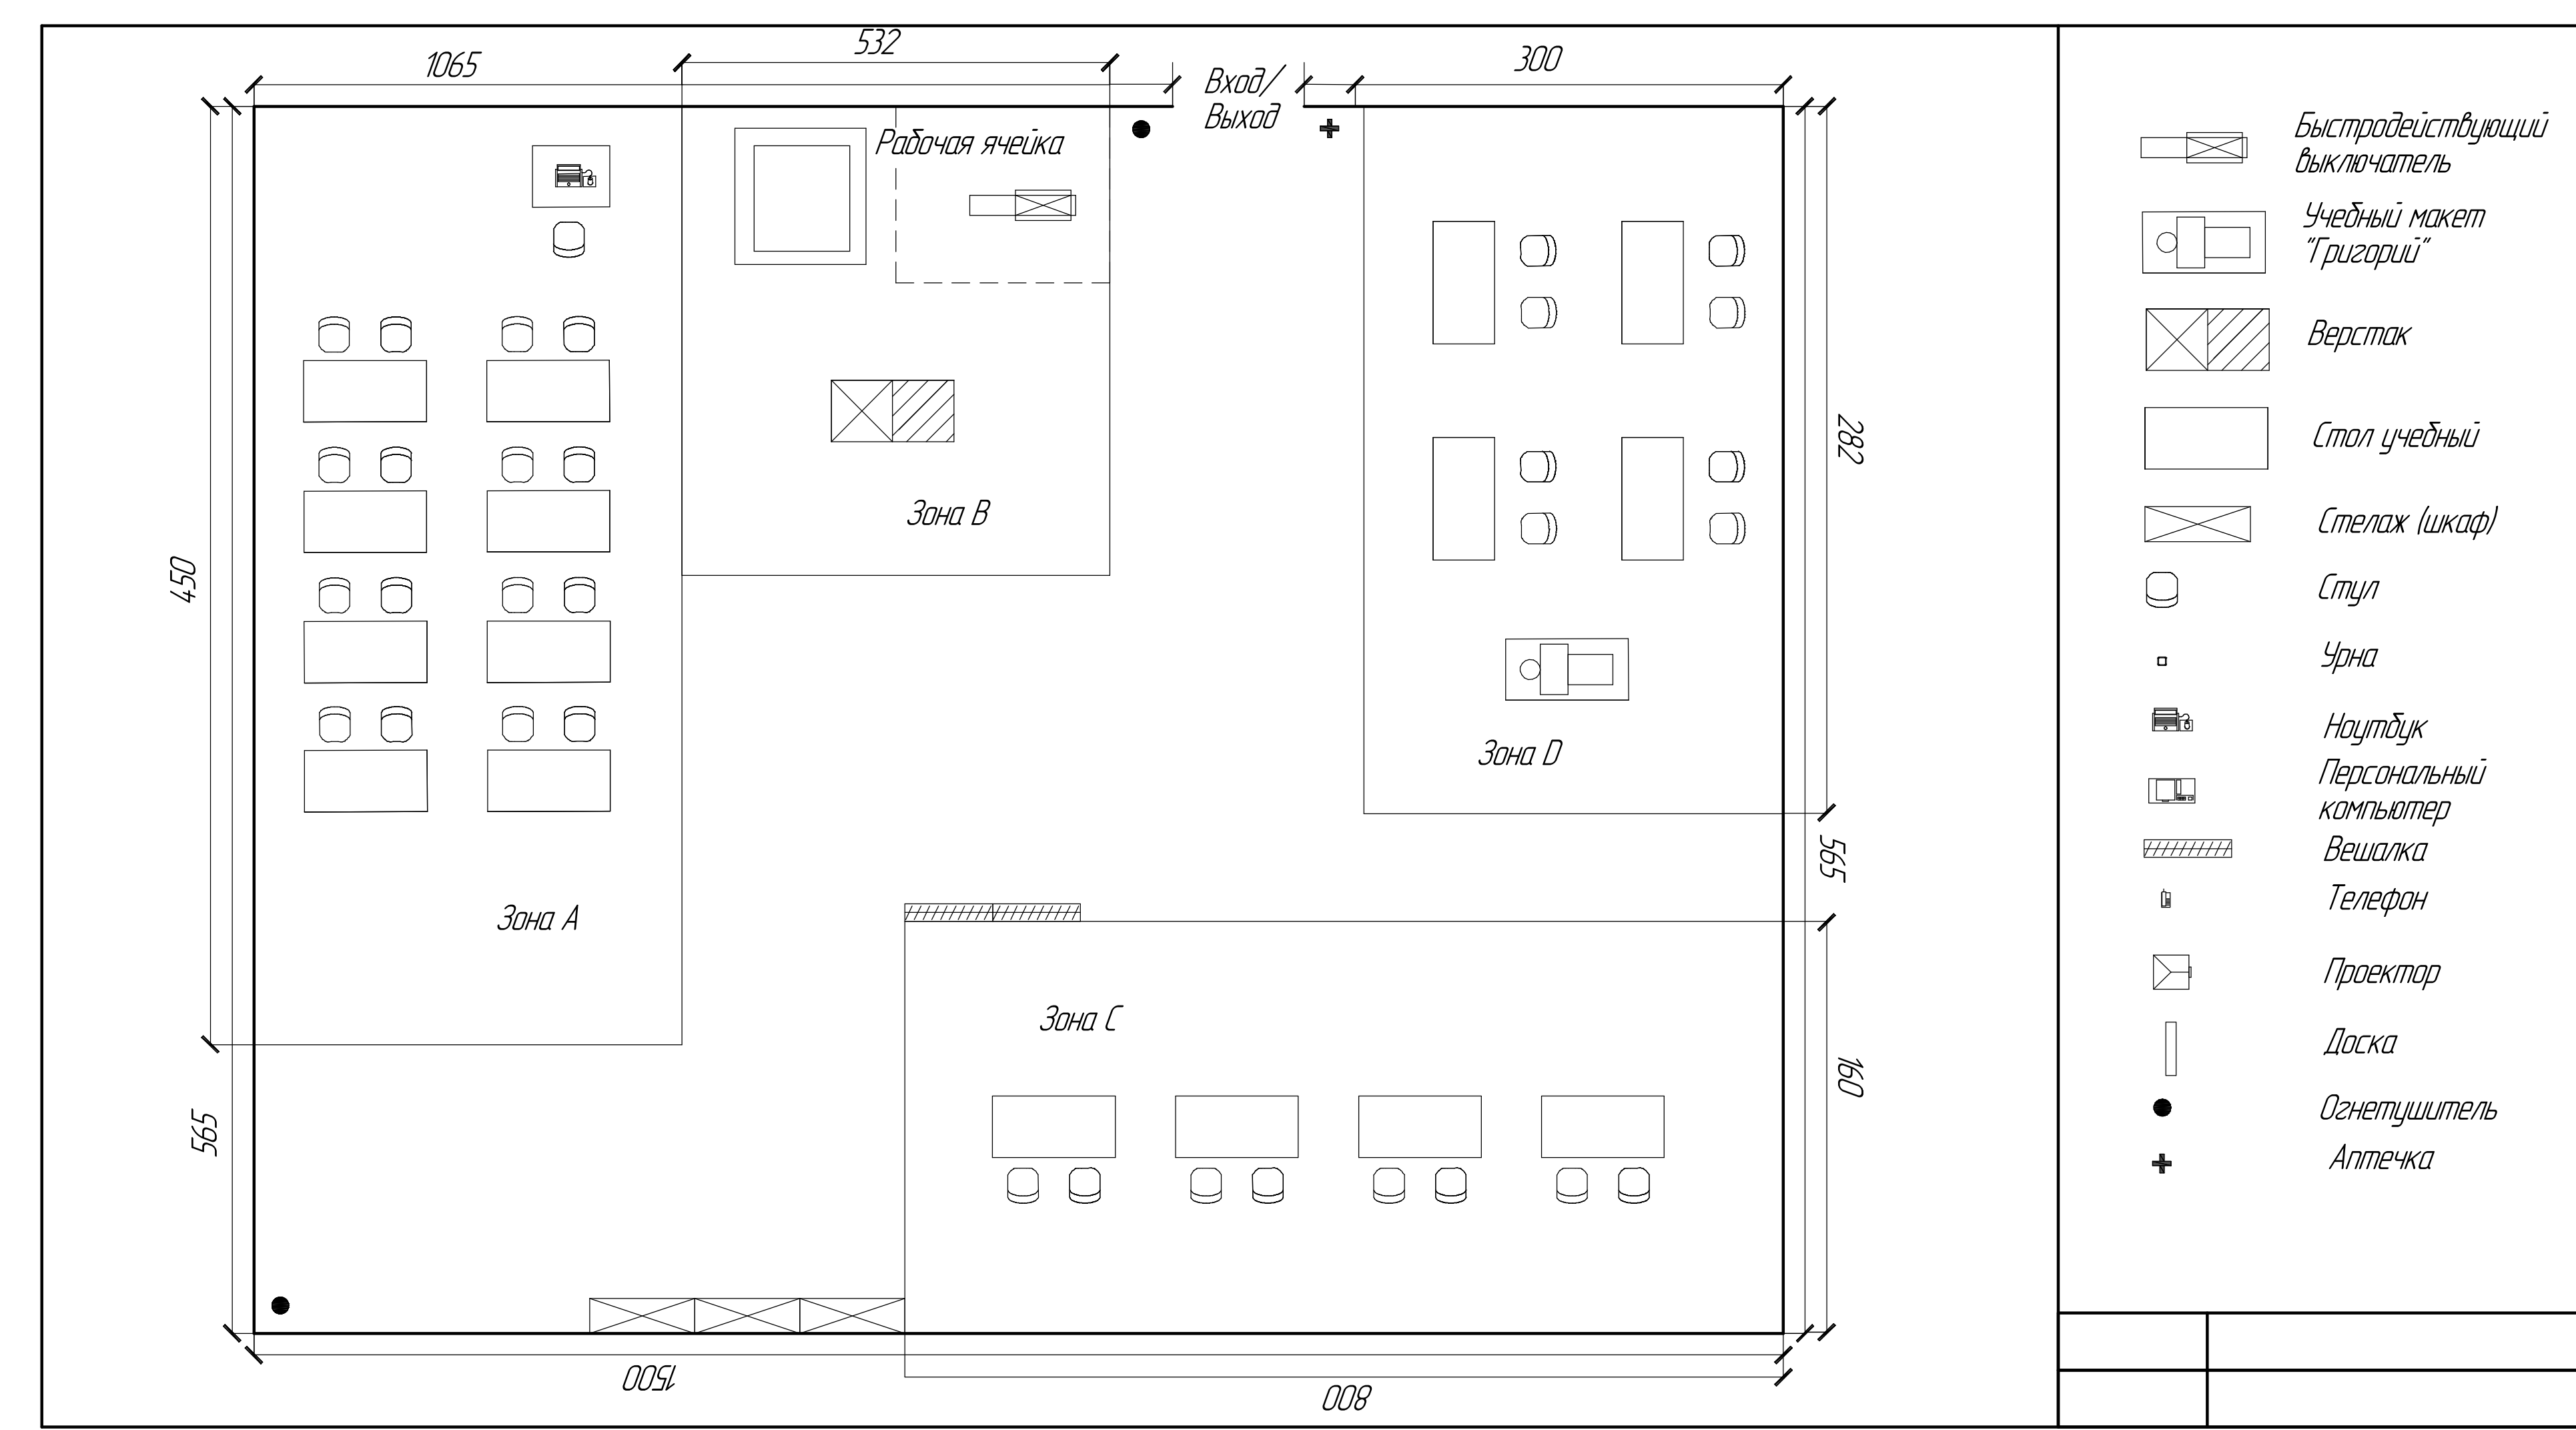 1065
532
Вход/
Выход
300
Рабочая ячейка
Зона В
282
450
Зона D
565
Зона А
Зона С
160
565
1500
800
Быстродействующий
выключатель
Учебный макет
"Григорий"
Верстак
Стол учебный
Стелаж (шкаф)
Стул
Урна
Ноутбук
Персональный
компьютер
Вешалка
Телефон
Проектор
Доска
Огнетушитель
Аптечка